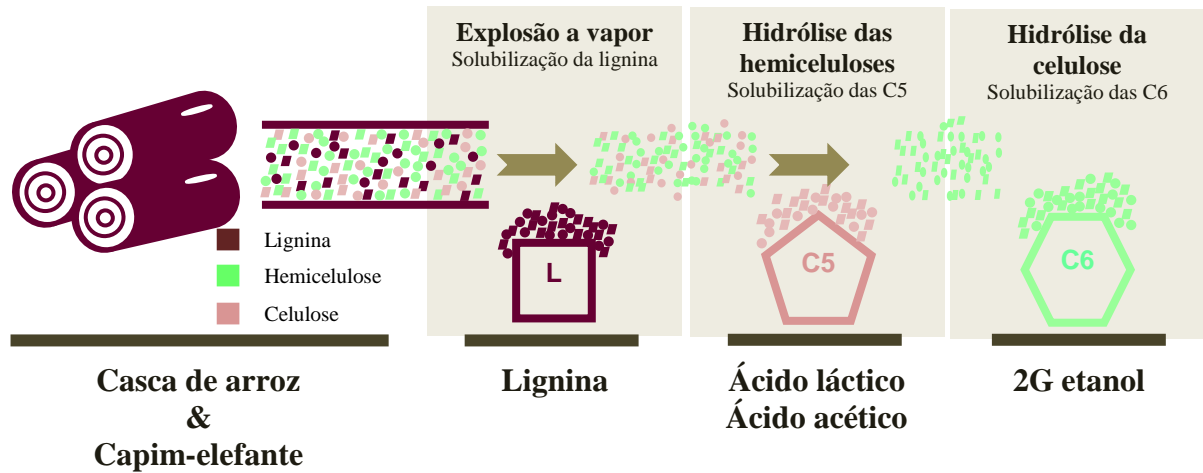 Explosão a vapor
Solubilização da lignina
Hidrólise das
hemiceluloses
Solubilização das C5
Hidrólise da
celulose
Solubilização das C6
Lignina
Hemicelulose
Celulose
L
C5
C6
Casca de arroz
&
Capim-elefante
Lignina
Ácido láctico
Ácido acético
2G etanol